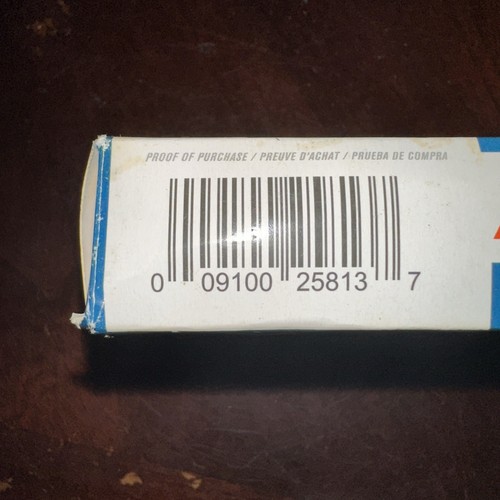 PROOF OF PURCHASE / PREUVE D'ACHAT / PRUEBA DE COMPRA
0 09100 25813 7